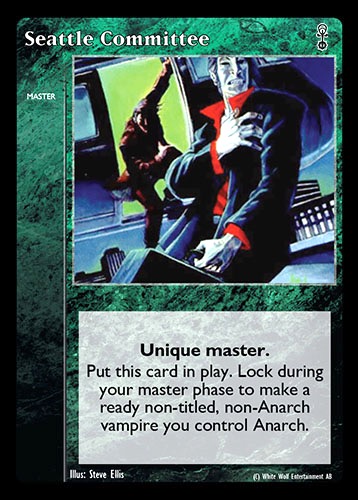 Seattle Committee
MASTER
Unique master.
Put this card in play. Lock during
your master phase to make a
ready non-titled, non-Anarch
vampire you control Anarch.
Illus: Steve Ellis
(C) White Wolf Entertainment AB